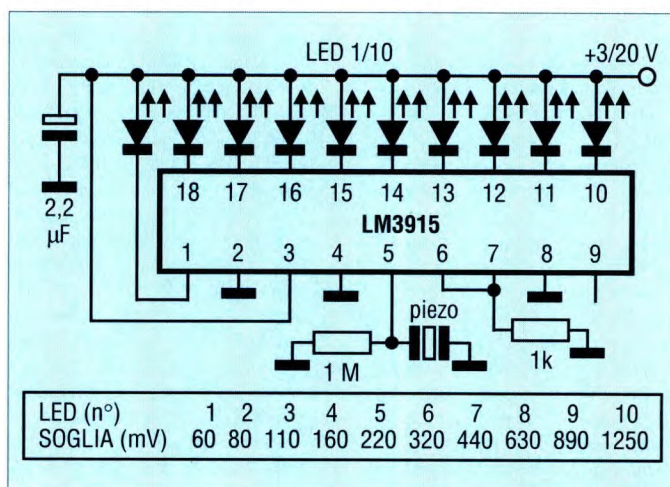 LED 1/10 +3/20 V
2,2
µF
18 17 16 15 14 13 12 11 10
LM3915
1 2 3 4 5 6 7 8 9
piezo
1 M
1k
LED (n°) 1 2 3 4 5 6 7 8 9 10
SOGLIA (mV) 60 80 110 160 220 320 440 630 890 1250